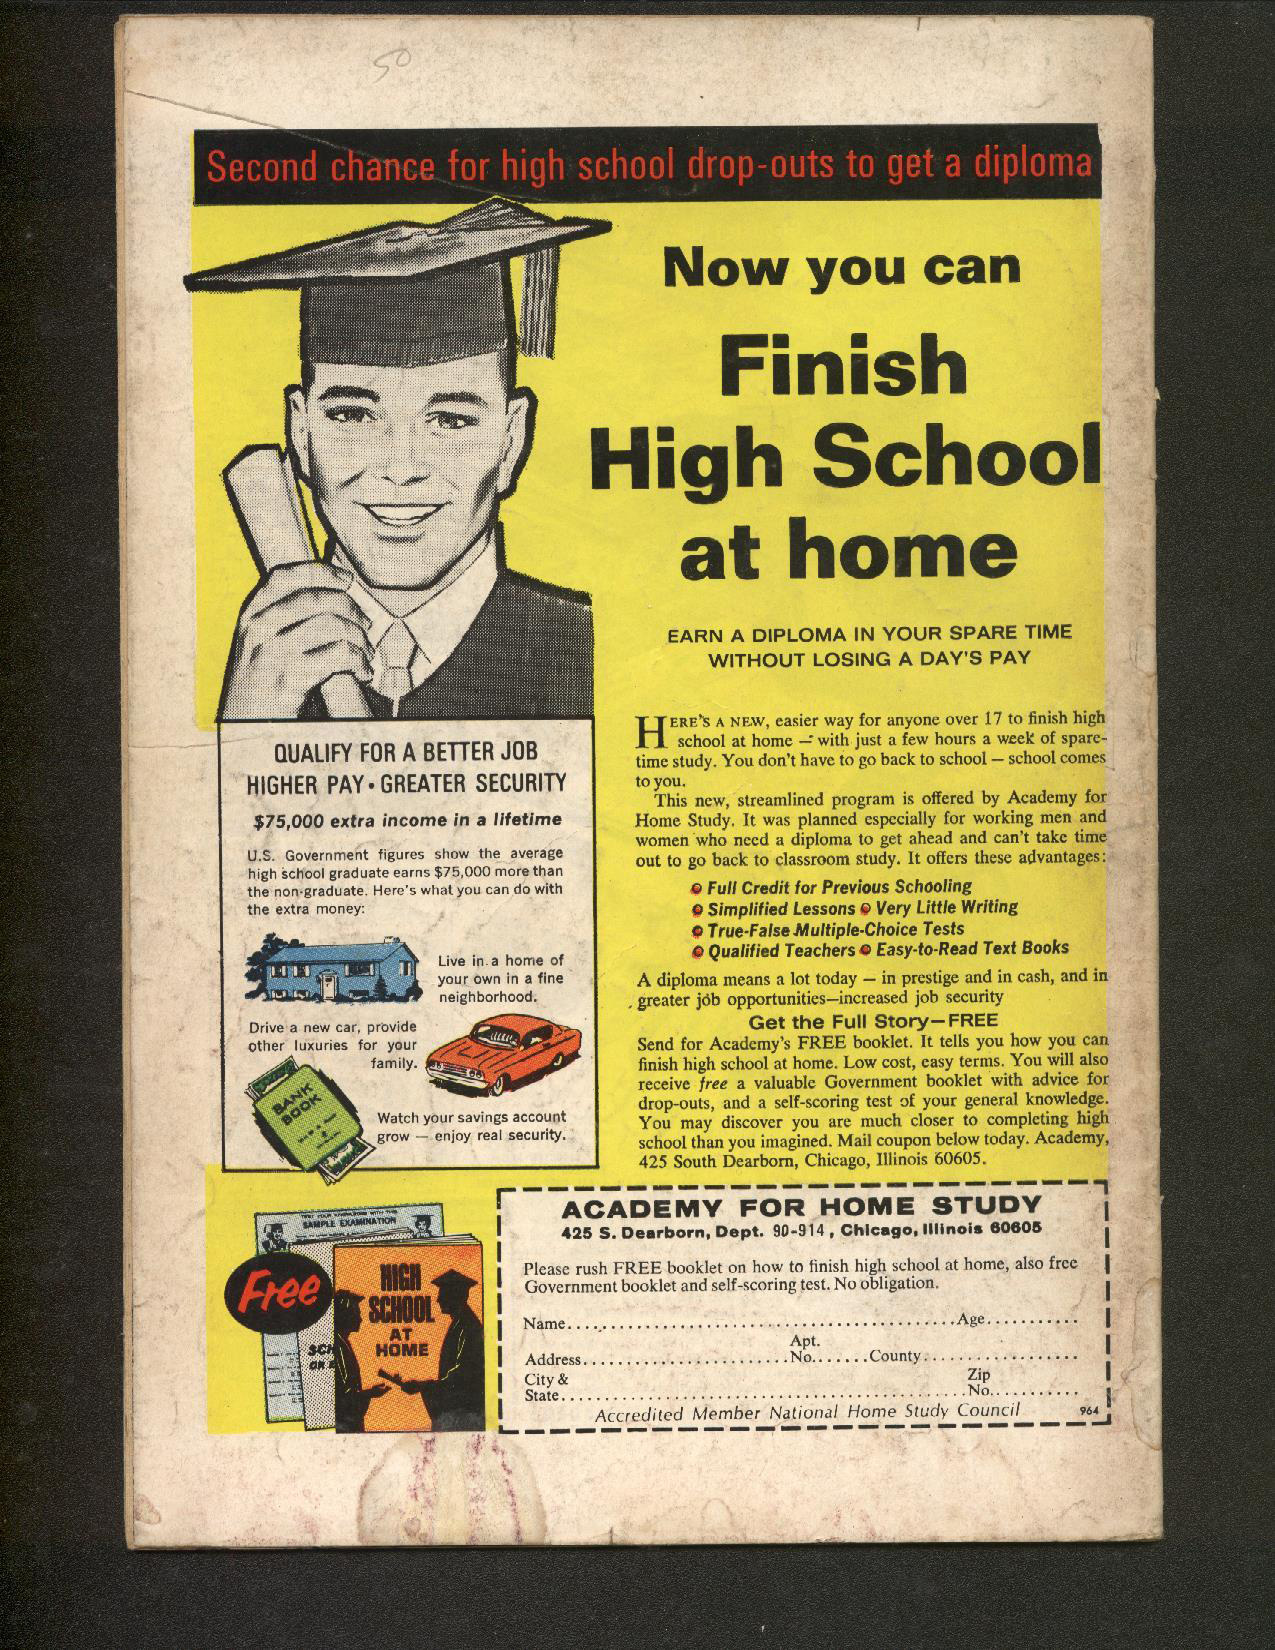 50
Second chance for high school drop-outs to get a diploma
Now you can
Finish
High School
at home
EARN A DIPLOMA IN YOUR SPARE TIME
WITHOUT LOSING A DAY'S PAY
QUALIFY FOR A BETTER JOB
HIGHER PAY • GREATER SECURITY
$75,000 extra income in a lifetime
U.S. Government figures show the average
high school graduate earns $75,000 more than
the non-graduate. Here's what you can do with
the extra money:
Live in a home of
your own in a fine
neighborhood.
Drive a new car, provide
other luxuries for your
family.
BANK
BOOK
Watch your savings account
grow — enjoy real security.
HERE'S A NEW, easier way for anyone over 17 to finish high
school at home — with just a few hours a week of spare-
time study. You don't have to go back to school — school comes
to you.
This new, streamlined program is offered by Academy for
Home Study. It was planned especially for working men and
women who need a diploma to get ahead and can't take time
out to go back to classroom study. It offers these advantages:
Full Credit for Previous Schooling
Simplified Lessons Very Little Writing
True-False Multiple-Choice Tests
Qualified Teachers Easy-to-Read Text Books
A diploma means a lot today — in prestige and in cash, and in
greater job opportunities—increased job security
Get the Full Story—FREE
Send for Academy's FREE booklet. It tells you how you can
finish high school at home. Low cost, easy terms. You will also
receive free a valuable Government booklet with advice for
drop-outs, and a self-scoring test of your general knowledge.
You may discover you are much closer to completing high
school than you imagined. Mail coupon below today. Academy,
425 South Dearborn, Chicago, Illinois 60605.
SAMPLE EXAMINATION
Free
HIGH
SCHOOL
AT
HOME
ACADEMY FOR HOME STUDY
425 S. Dearborn, Dept. 90-914, Chicago, Illinois 60605
Please rush FREE booklet on how to finish high school at home, also free
Government booklet and self-scoring test. No obligation.
Name.......................................................Age............
Apt.
Address..............................No.......County......................
City & Zip
State..........................................................No............
Accredited Member National Home Study Council 964